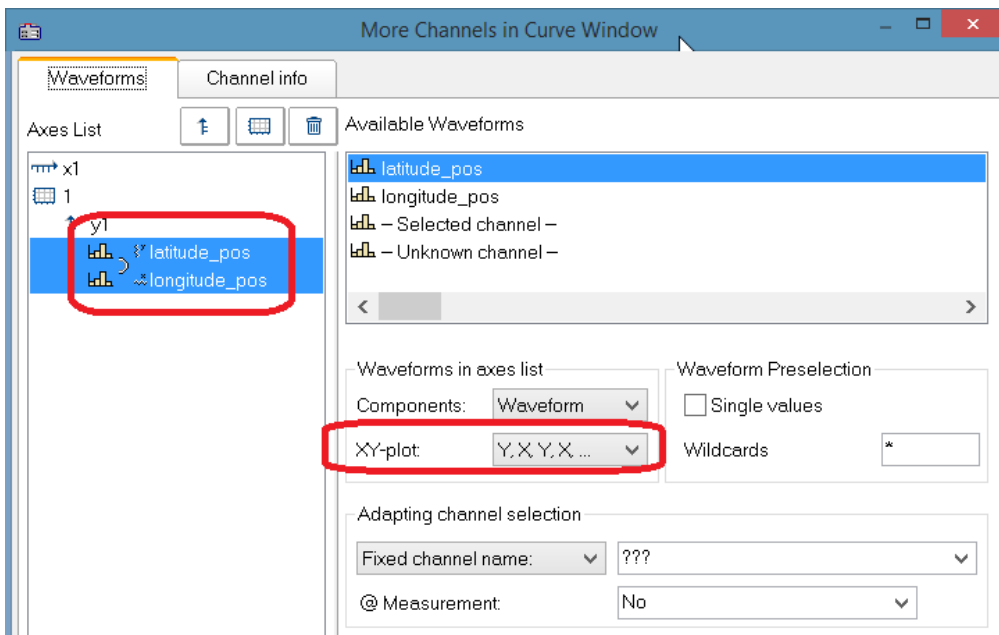 More Channels in Curve Window
Waveforms
Channel info
Axes List
Available Waveforms
x1
1
y1
latitude_pos
longitude_pos
latitude_pos
longitude_pos
– Selected channel –
– Unknown channel –
Waveforms in axes list
Components: Waveform
XY-plot: Y, X, Y, X, ...
Waveform Preselection
Single values
Wildcards *
Adapting channel selection
Fixed channel name: ???
@ Measurement: No